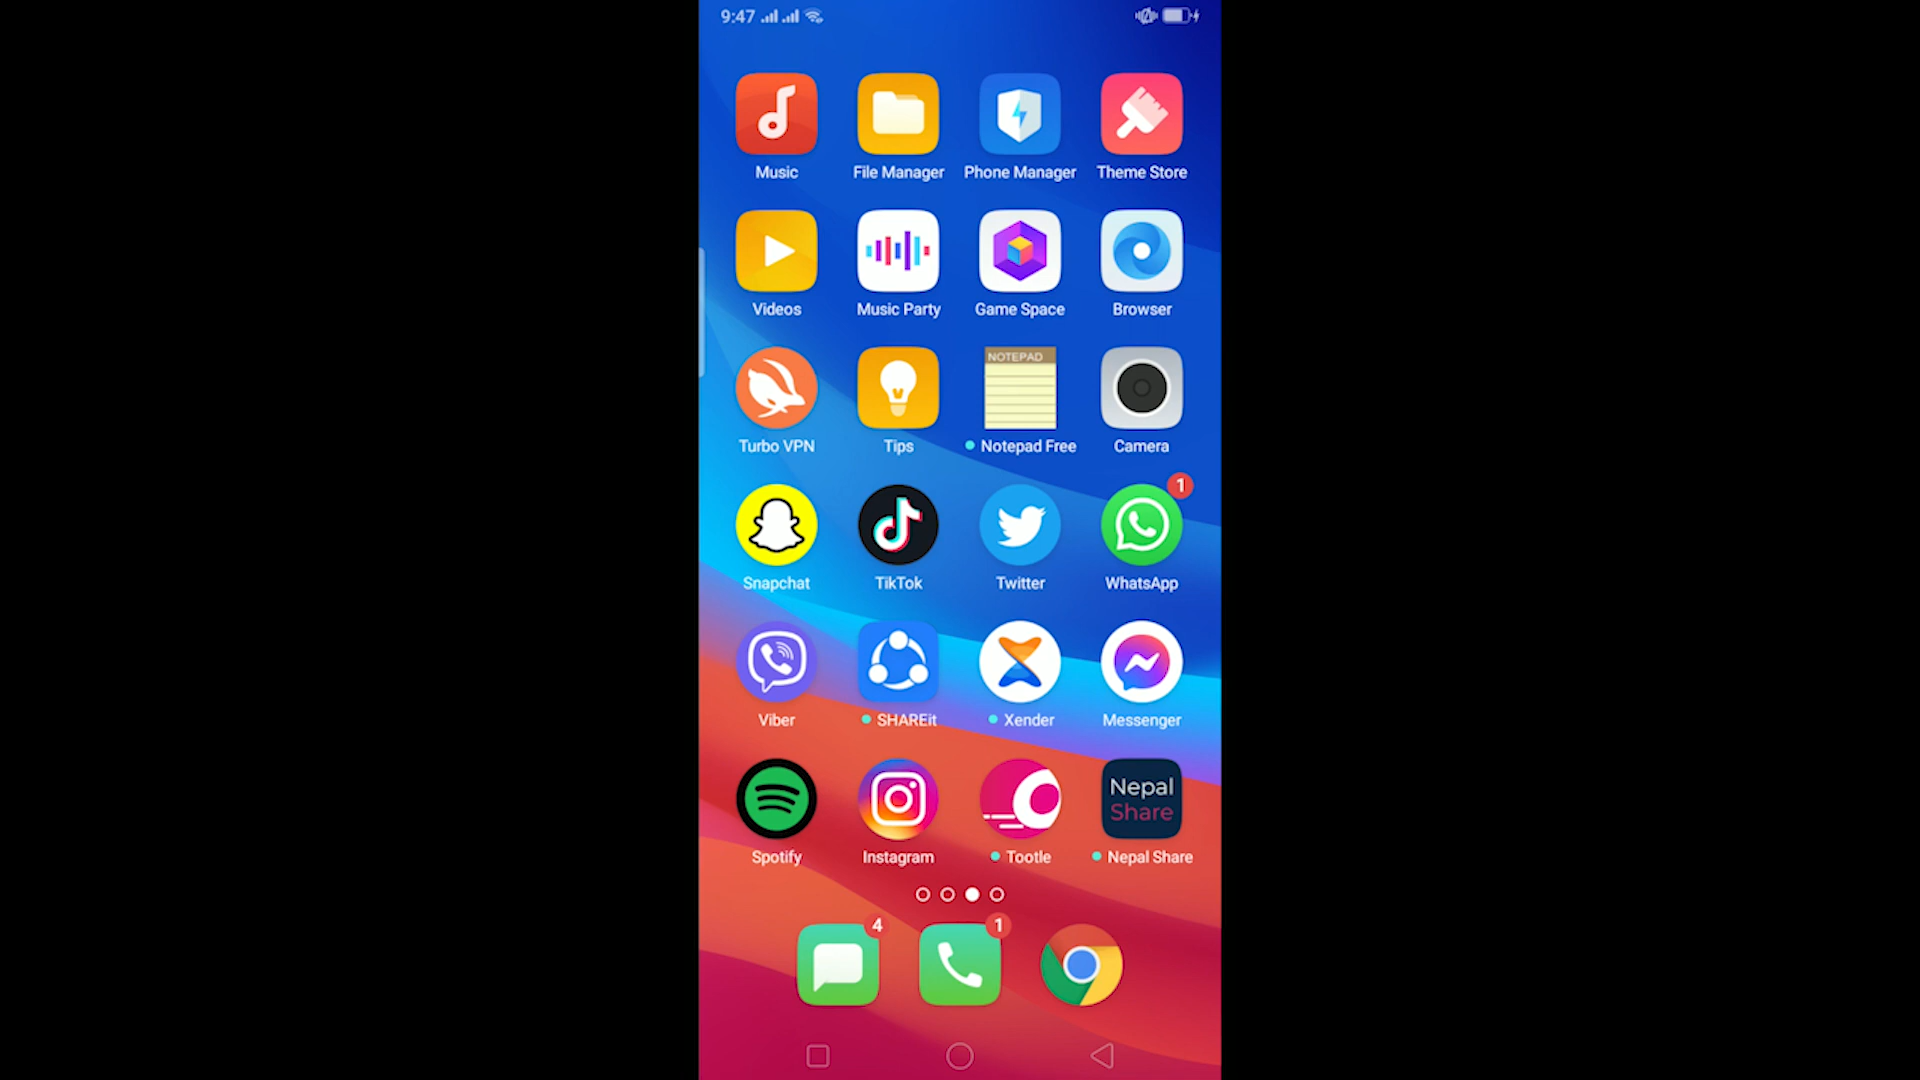 9:47
Music File Manager Phone Manager Theme Store
Videos Music Party Game Space Browser
NOTEPAD
Turbo VPN Tips Notepad Free Camera
1
Snapchat TikTok Twitter WhatsApp
Viber SHAREit Xender Messenger
Nepal
Share
Spotify Instagram Tootle Nepal Share
4 1